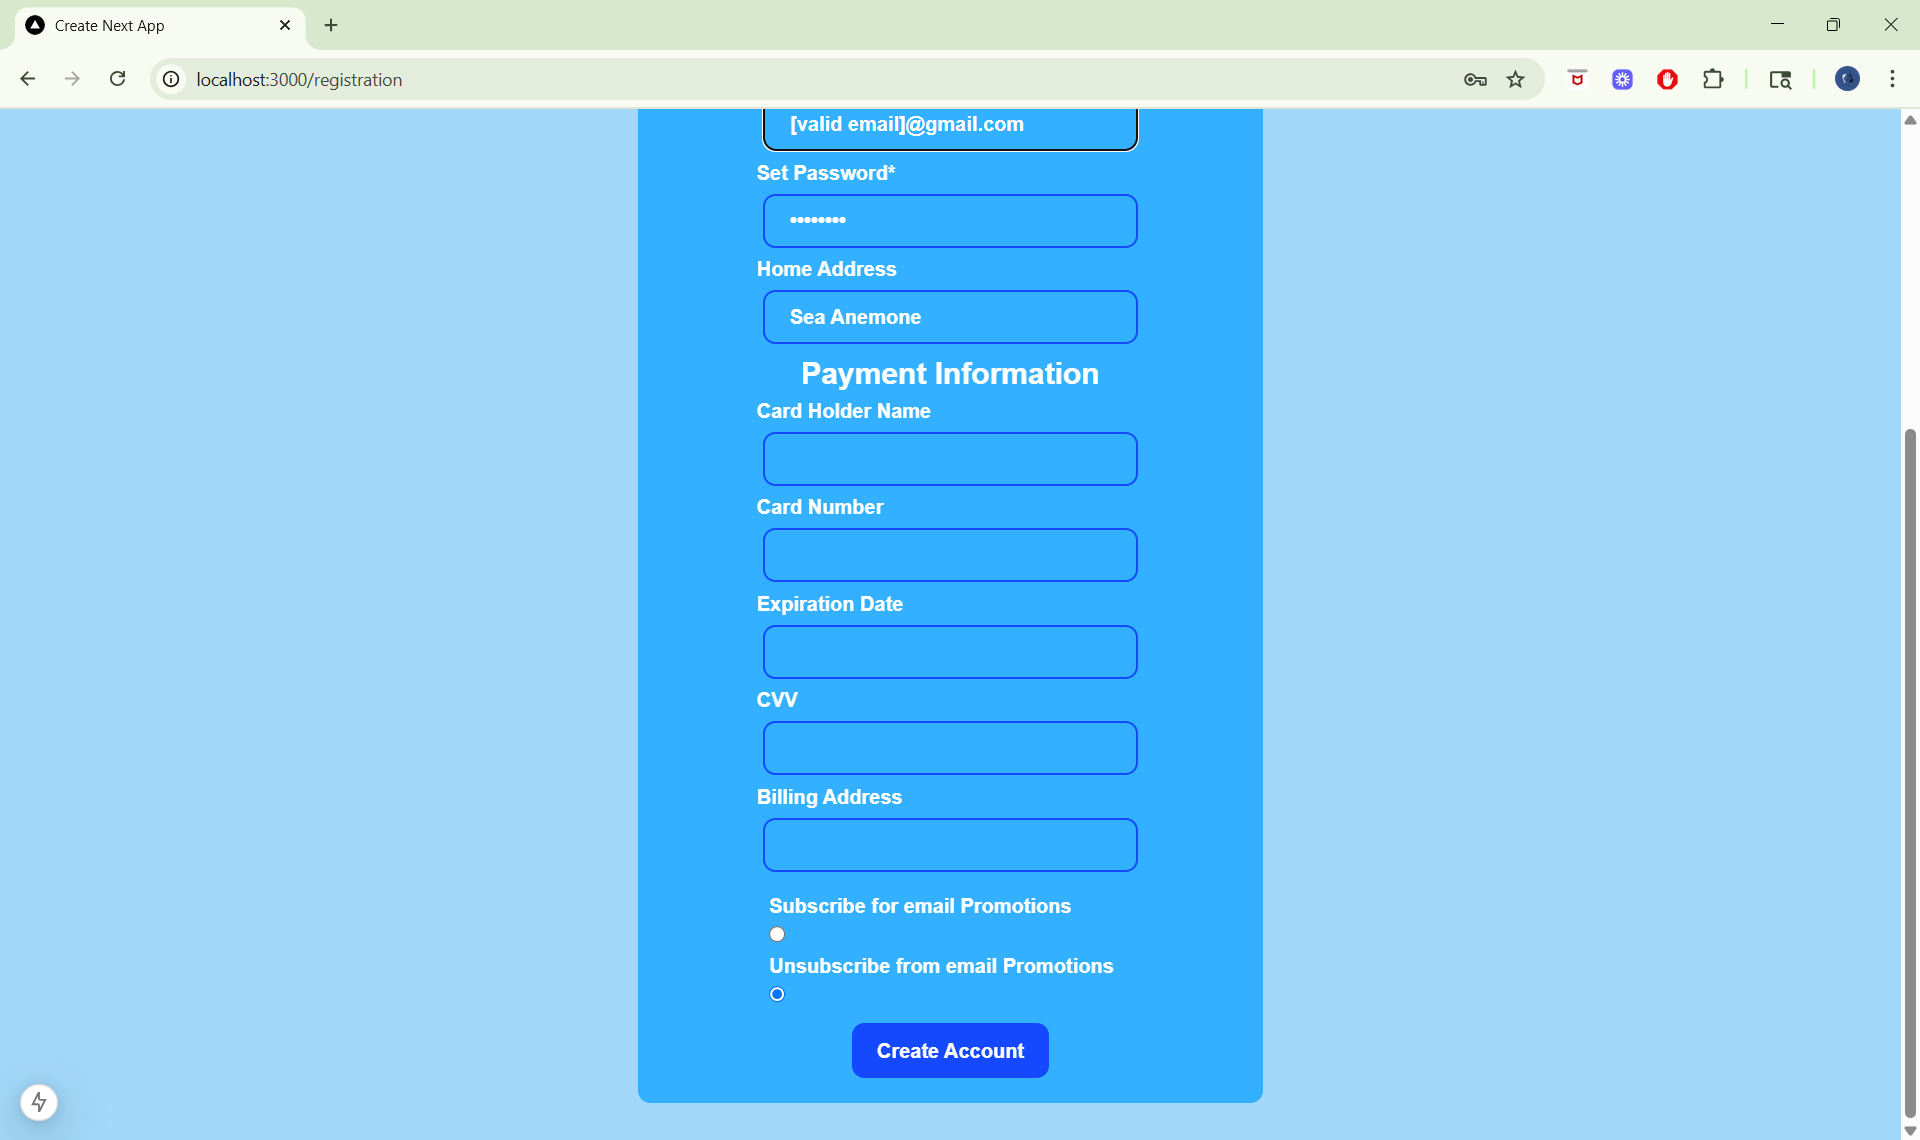 Create Next App
localhost:3000/registration
[valid email]@gmail.com
Set Password*
••••••••
Home Address
Sea Anemone
Payment Information
Card Holder Name
Card Number
Expiration Date
CVV
Billing Address
Subscribe for email Promotions
Unsubscribe from email Promotions
Create Account